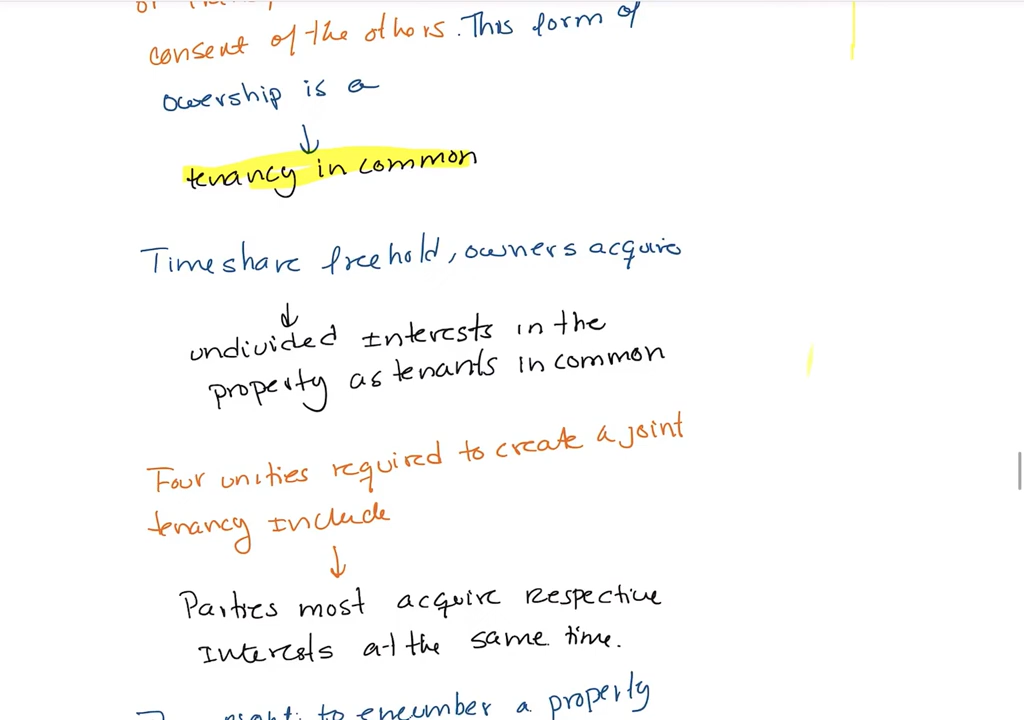 consent of the others. This form of
owership is a
↓
tenancy in common
Timeshare freehold, owners acquire
↓
undivided Interests in the
property as tenants in common
Four unities required to create a joint
tenancy Include
↓
Parties most acquire respective
Interests at the same time.
to encumber a property